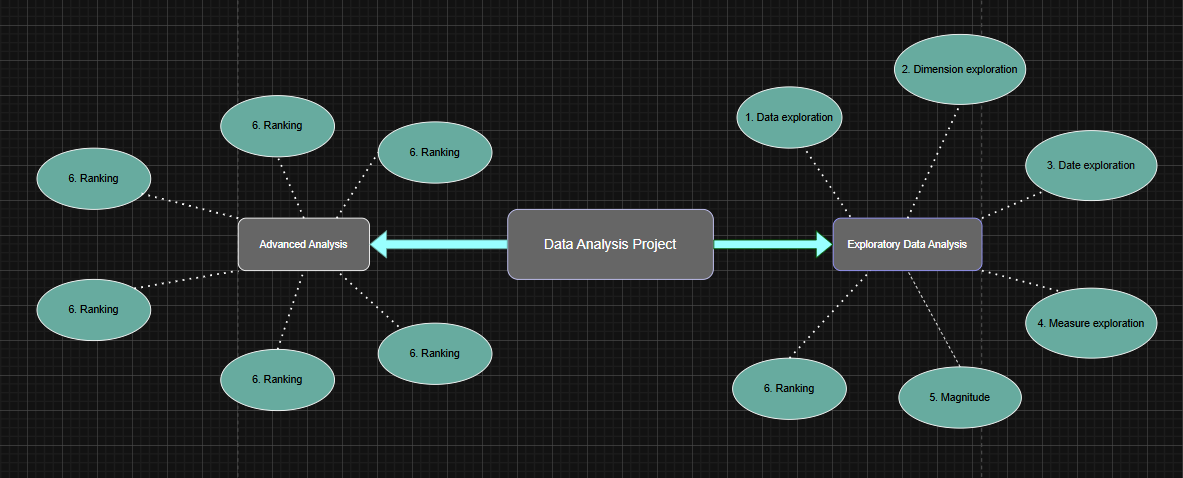 2. Dimension exploration
1. Data exploration
6. Ranking
6. Ranking
3. Date exploration
6. Ranking
Advanced Analysis
Data Analysis Project
Exploratory Data Analysis
6. Ranking
4. Measure exploration
6. Ranking
6. Ranking
6. Ranking
5. Magnitude